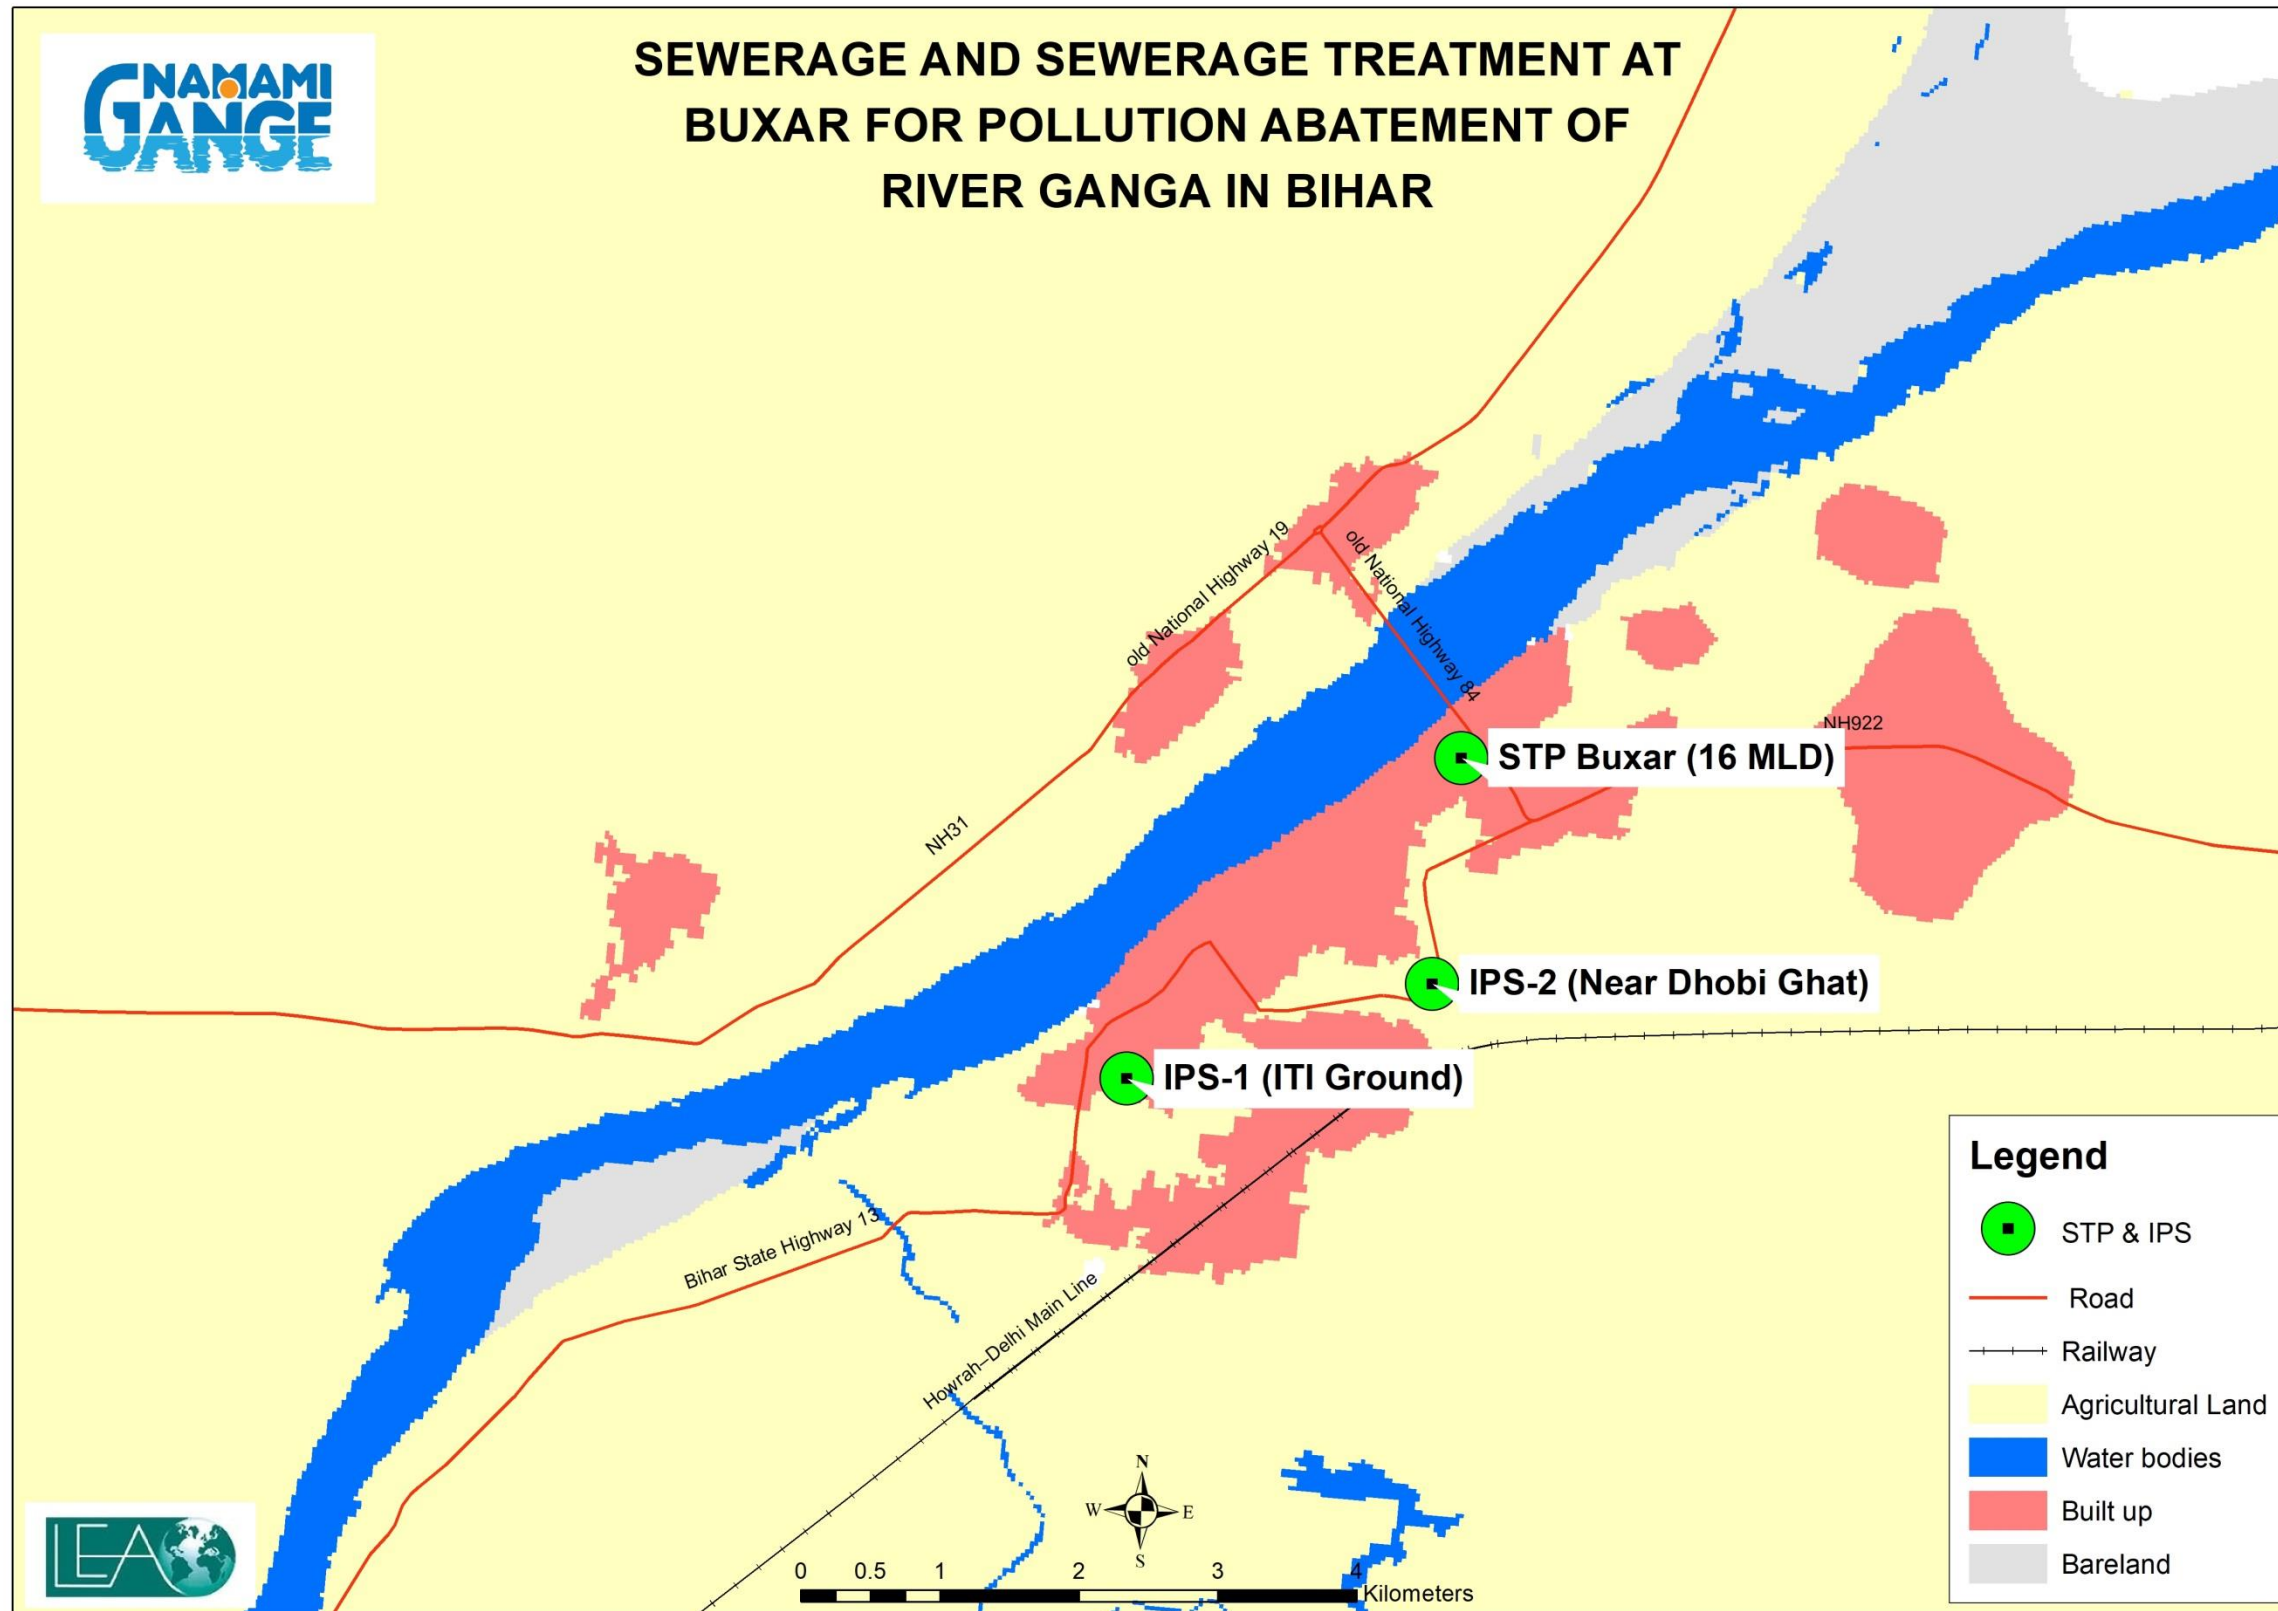 NAMAMI
GANGE
SEWERAGE AND SEWERAGE TREATMENT AT
BUXAR FOR POLLUTION ABATEMENT OF
RIVER GANGA IN BIHAR
old National Highway 19
old National Highway 84
NH922
STP Buxar (16 MLD)
NH31
IPS-2 (Near Dhobi Ghat)
IPS-1 (ITI Ground)
Bihar State Highway 13
Howrah–Delhi Main Line
Legend
STP & IPS
Road
Railway
Agricultural Land
Water bodies
Built up
Bareland
N
W E
S
0 0.5 1 2 3 4
Kilometers
LEA